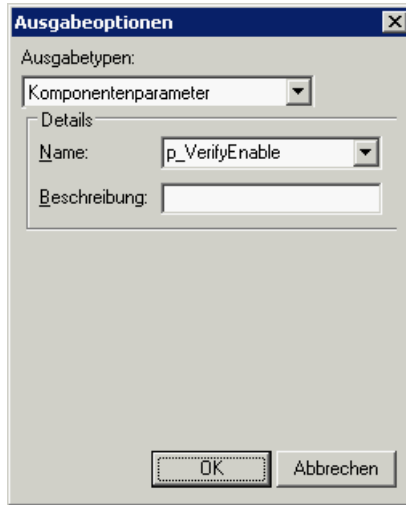 Ausgabeoptionen
Ausgabetypen:
Komponentenparameter
Details
Name: p_VerifyEnable
Beschreibung:
OK Abbrechen